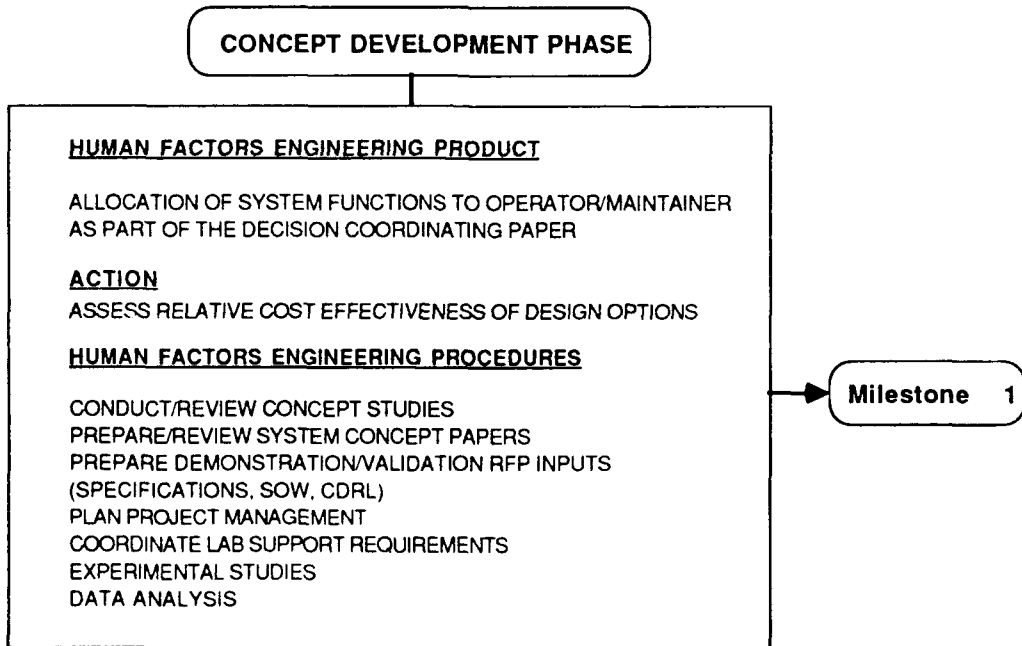 CONCEPT DEVELOPMENT PHASE
HUMAN FACTORS ENGINEERING PRODUCT
ALLOCATION OF SYSTEM FUNCTIONS TO OPERATOR/MAINTAINER
AS PART OF THE DECISION COORDINATING PAPER
ACTION
ASSESS RELATIVE COST EFFECTIVENESS OF DESIGN OPTIONS
HUMAN FACTORS ENGINEERING PROCEDURES
CONDUCT/REVIEW CONCEPT STUDIES
PREPARE/REVIEW SYSTEM CONCEPT PAPERS
PREPARE DEMONSTRATION/VALIDATION RFP INPUTS
(SPECIFICATIONS, SOW, CDRL)
PLAN PROJECT MANAGEMENT
COORDINATE LAB SUPPORT REQUIREMENTS
EXPERIMENTAL STUDIES
DATA ANALYSIS
Milestone 1